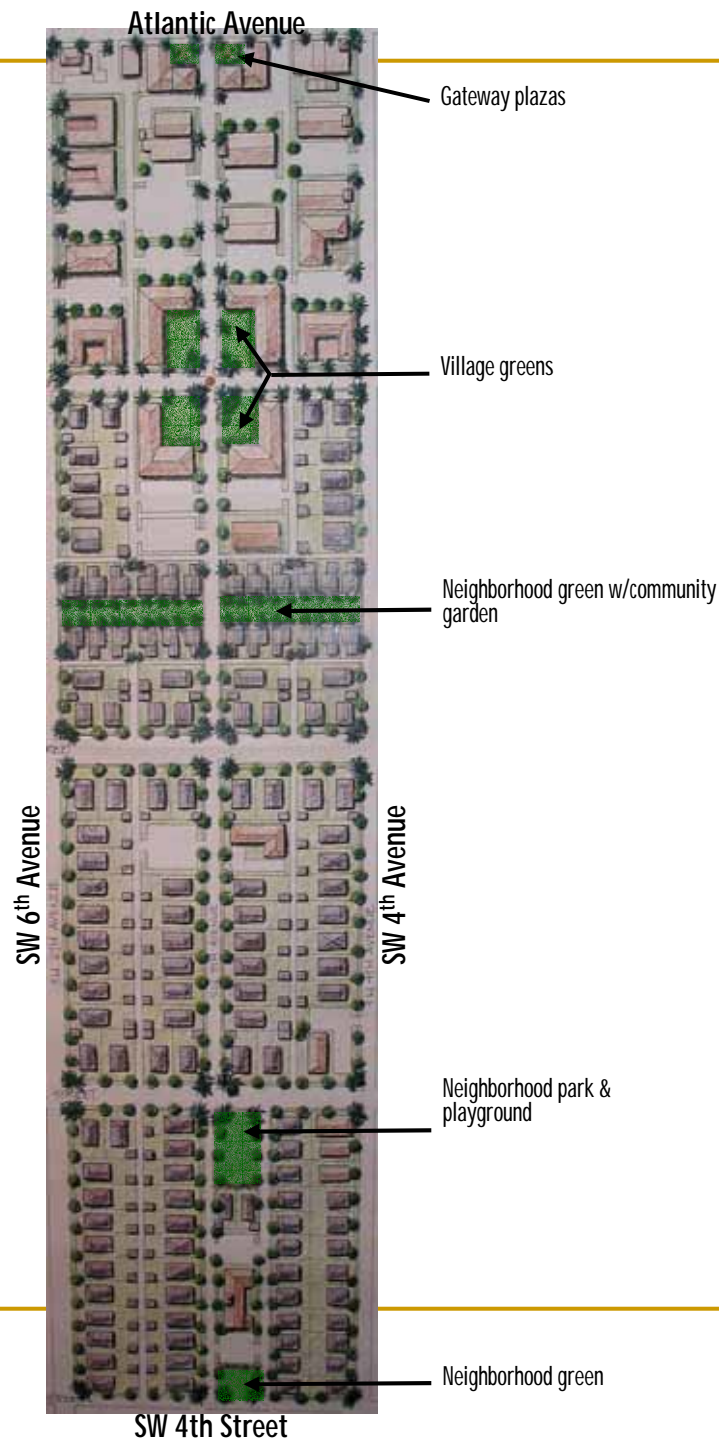 Atlantic Avenue
Gateway plazas
Village greens
Neighborhood green w/community
garden
SW 6th Avenue
SW 4th Avenue
Neighborhood park &
playground
Neighborhood green
SW 4th Street